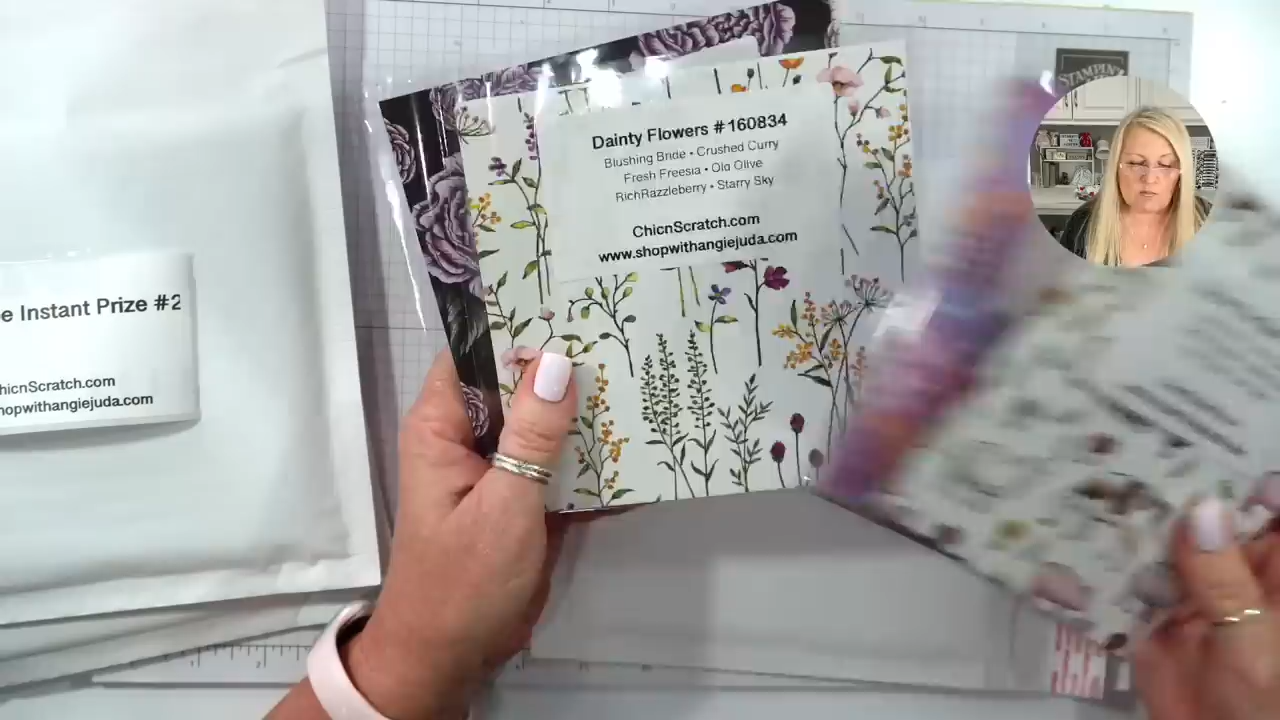 e Instant Prize #2
hicnScratch.com
hopwithangiejuda.com
Dainty Flowers #160834
Blushing Bride • Crushed Curry
Fresh Freesia • Old Olive
RichRazzleberry • Starry Sky
ChicnScratch.com
www.shopwithangiejuda.com
STAMPIN'